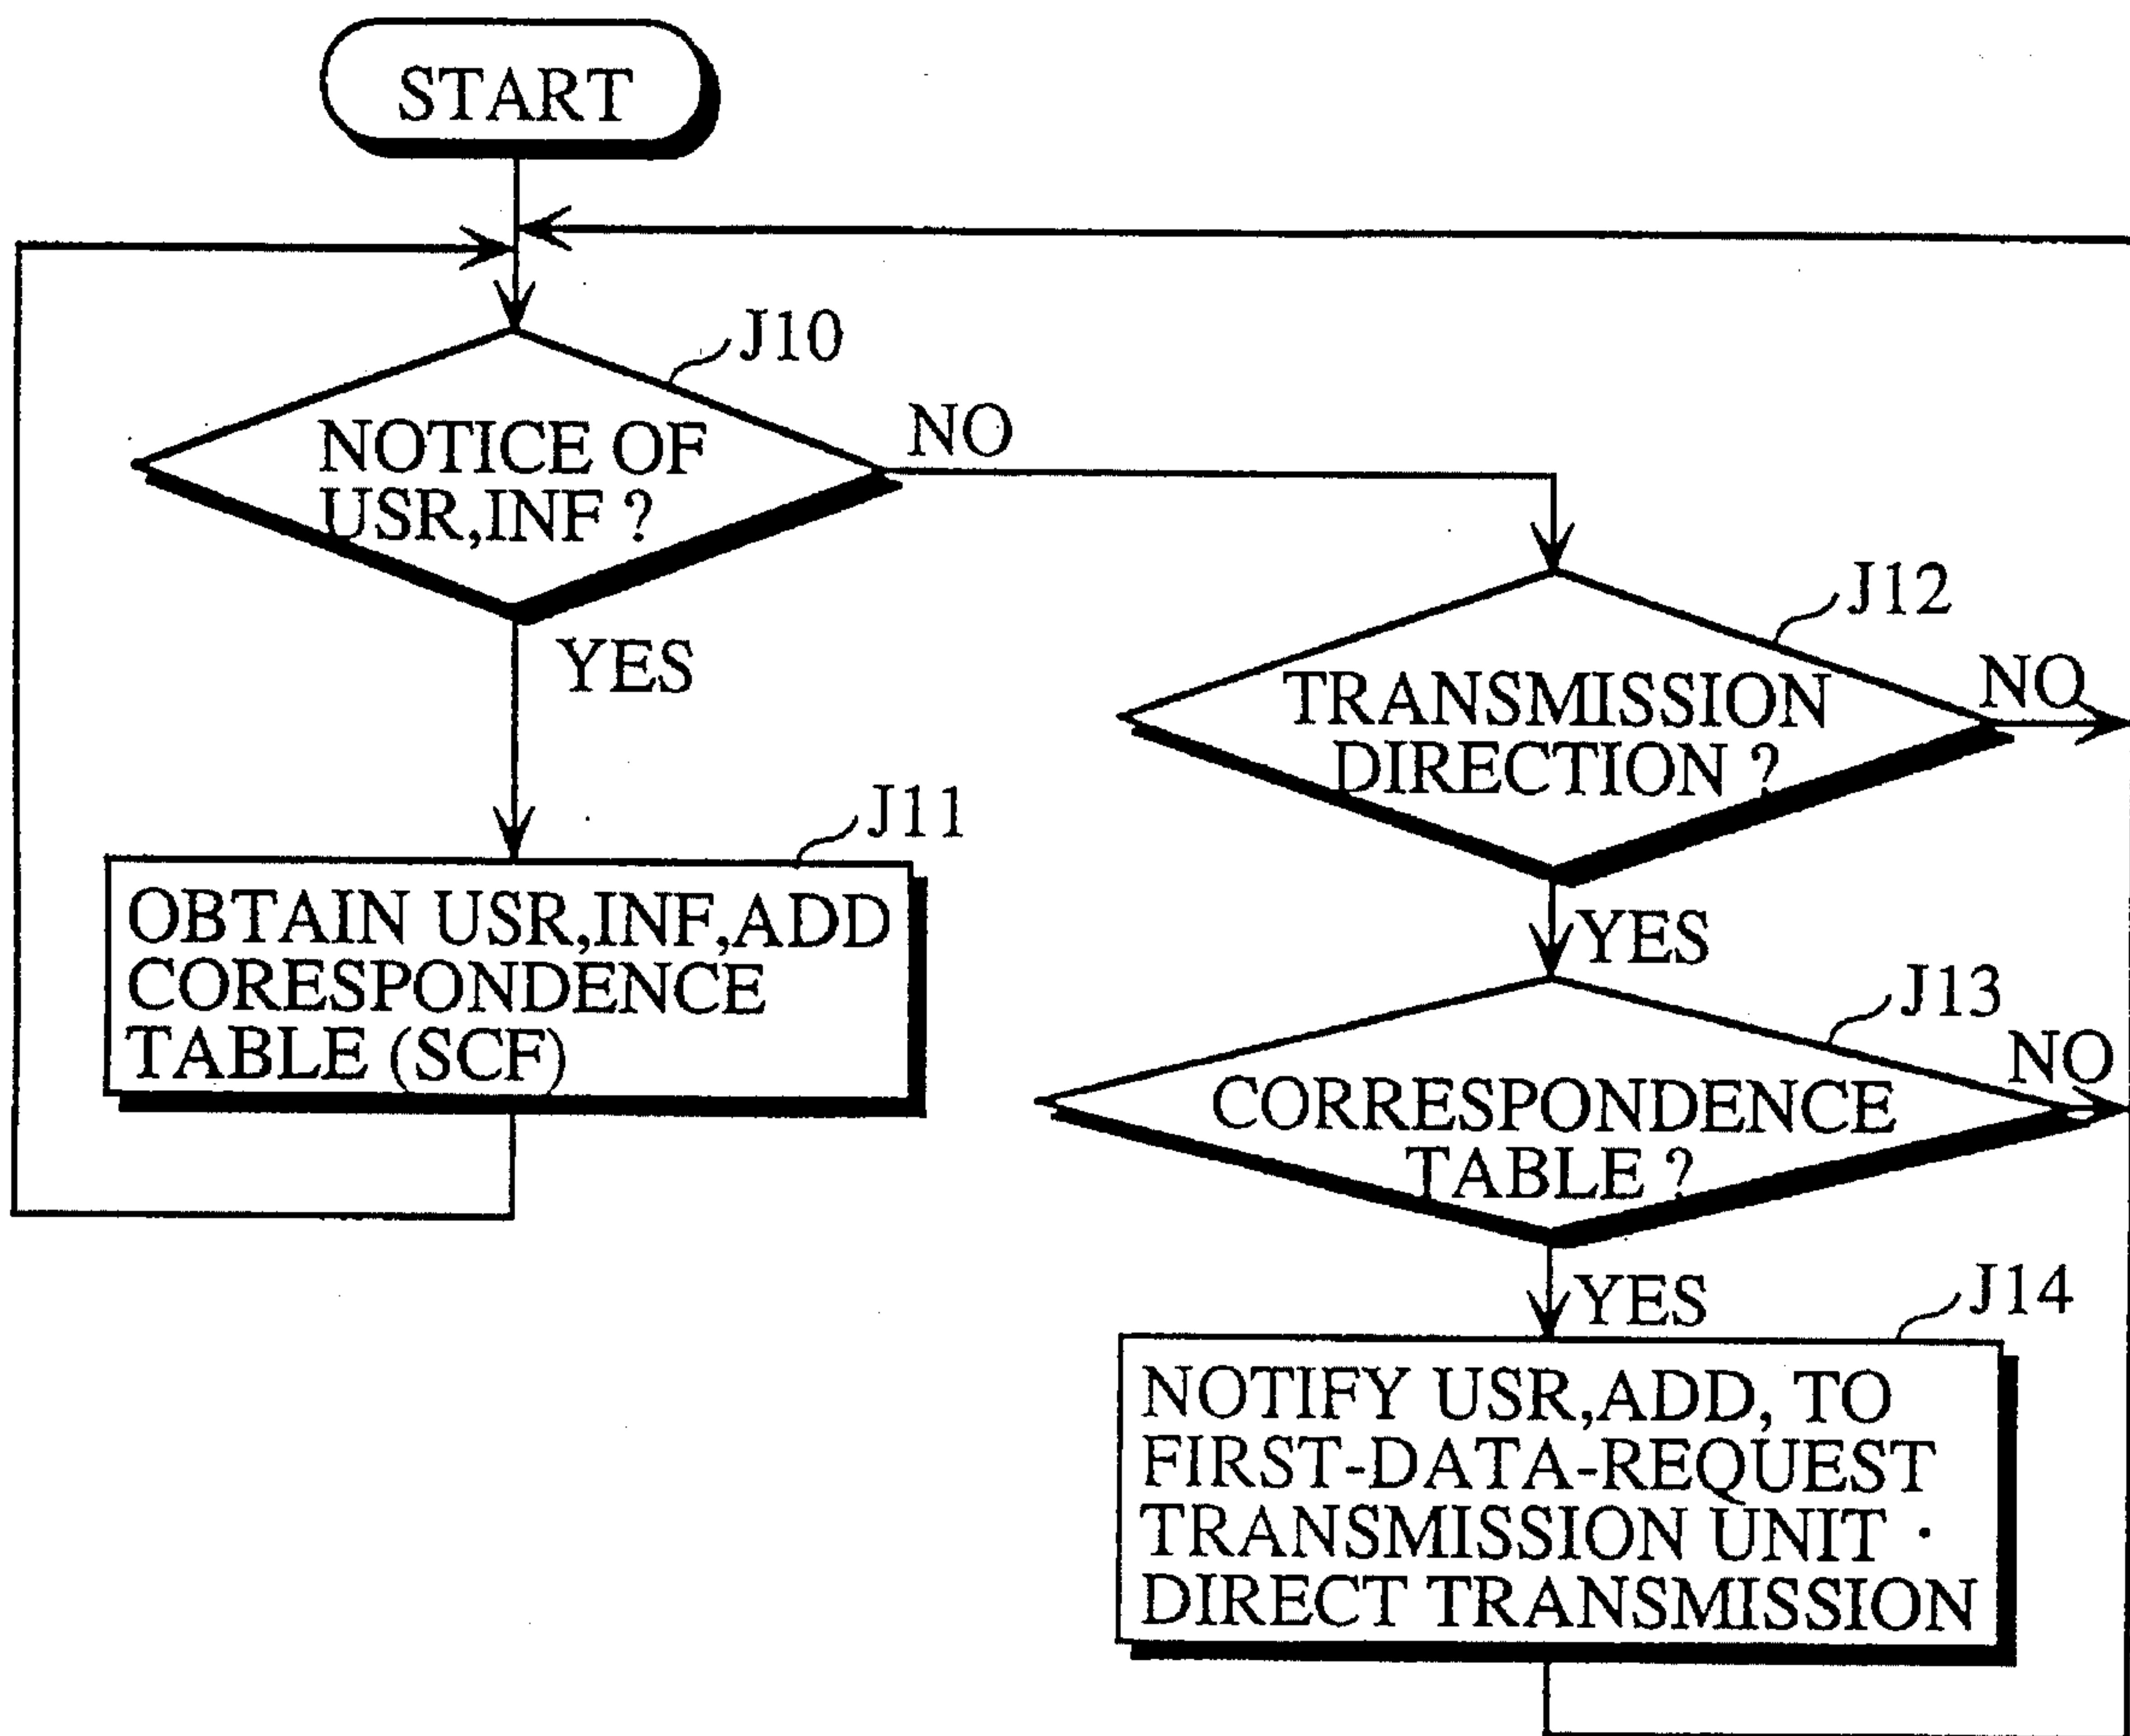 START
J10
NOTICE OF
USR,INF ?
NO
YES
J12
TRANSMISSION
DIRECTION ?
NO
YES
J11
OBTAIN USR,INF,ADD
CORESPONDENCE
TABLE (SCF)
J13
CORRESPONDENCE
TABLE ?
NO
YES
J14
NOTIFY USR,ADD, TO
FIRST-DATA-REQUEST
TRANSMISSION UNIT ·
DIRECT TRANSMISSION